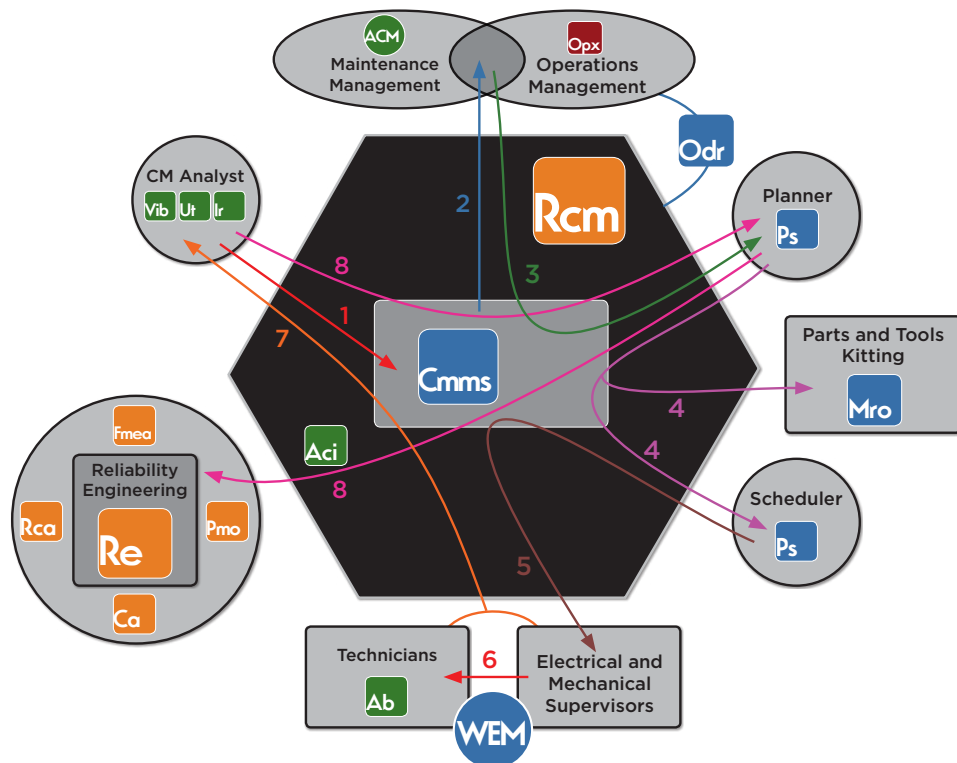 ACM
Maintenance
Management
Opx
Operations
Management
Odr
CM Analyst
Vib
Ut
Ir
Rcm
Planner
Ps
2
8
3
1
7
Cmms
Parts and Tools
Kitting
Mro
4
4
Aci
8
Fmea
Reliability
Engineering
Re
Rca
Pmo
Ca
Scheduler
Ps
5
Technicians
Ab
6
Electrical and
Mechanical
Supervisors
WEM